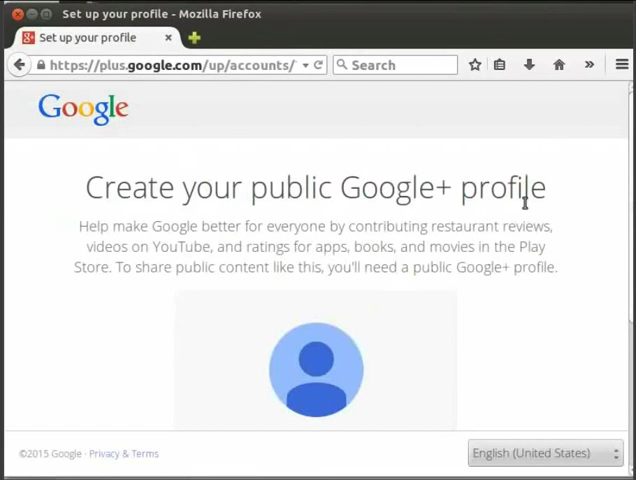 Set up your profile - Mozilla Firefox
Set up your profile
https://plus.google.com/up/accounts/
Search
Google
Create your public Google+ profile
Help make Google better for everyone by contributing restaurant reviews,
videos on YouTube, and ratings for apps, books, and movies in the Play
Store. To share public content like this, you'll need a public Google+ profile.
©2015 Google · Privacy & Terms
English (United States)